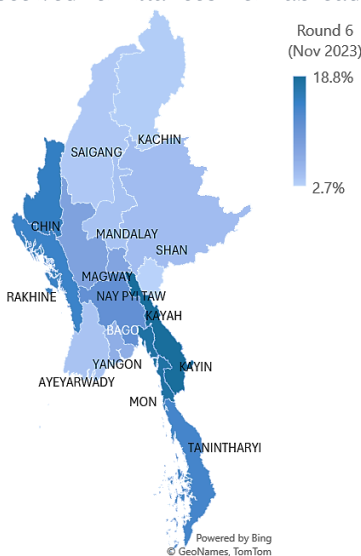 Round 6
(Nov 2023)
18.8%
2.7%
KACHIN
SAIGANG
CHIN
MANDALAY
SHAN
MAGWAY
RAKHINE
NAY PYI TAW
KAYAH
BAGO
YANGON
KAYIN
AYEYARWADY
MON
TANINTHARYI
Powered by Bing
© GeoNames, TomTom